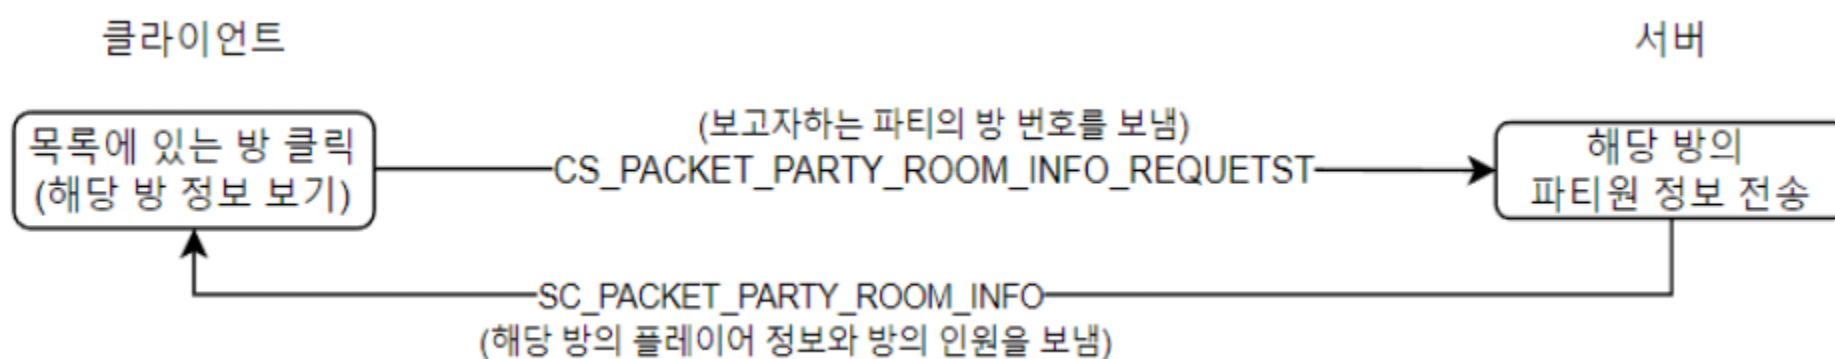 클라이언트
서버
목록에 있는 방 클릭
(해당 방 정보 보기)
(보고자하는 파티의 방 번호를 보냄)
CS_PACKET_PARTY_ROOM_INFO_REQUETST
해당 방의
파티원 정보 전송
SC_PACKET_PARTY_ROOM_INFO
(해당 방의 플레이어 정보와 방의 인원을 보냄)